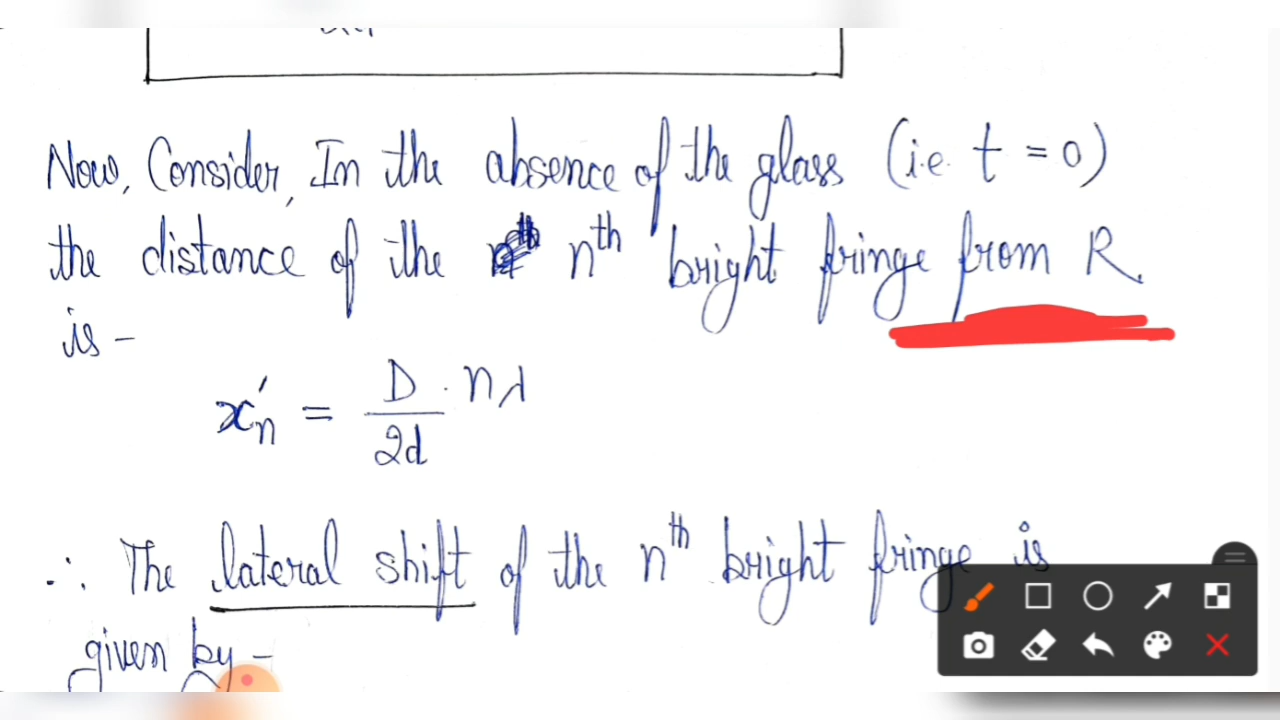 Now, Consider, In the absence of the glass (i.e. t = 0)
the distance of the nth nth bright fringe from R
is -
x'n = D/2d . nλ
∴ The lateral shift of the nth bright fringe is
given by -